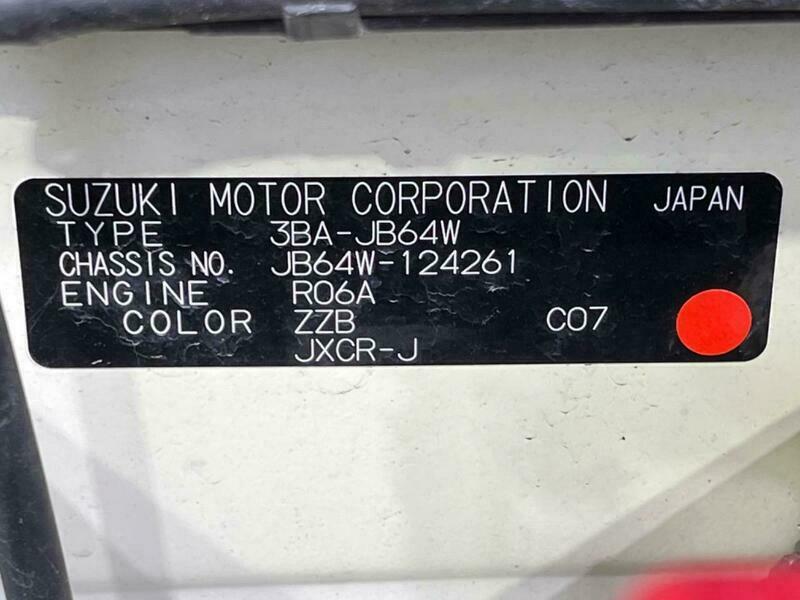 SUZUKI MOTOR CORPORATION JAPAN
TYPE 3BA-JB64W
CHASSIS NO. JB64W-124261
ENGINE R06A
COLOR ZZB C07
JXCR-J